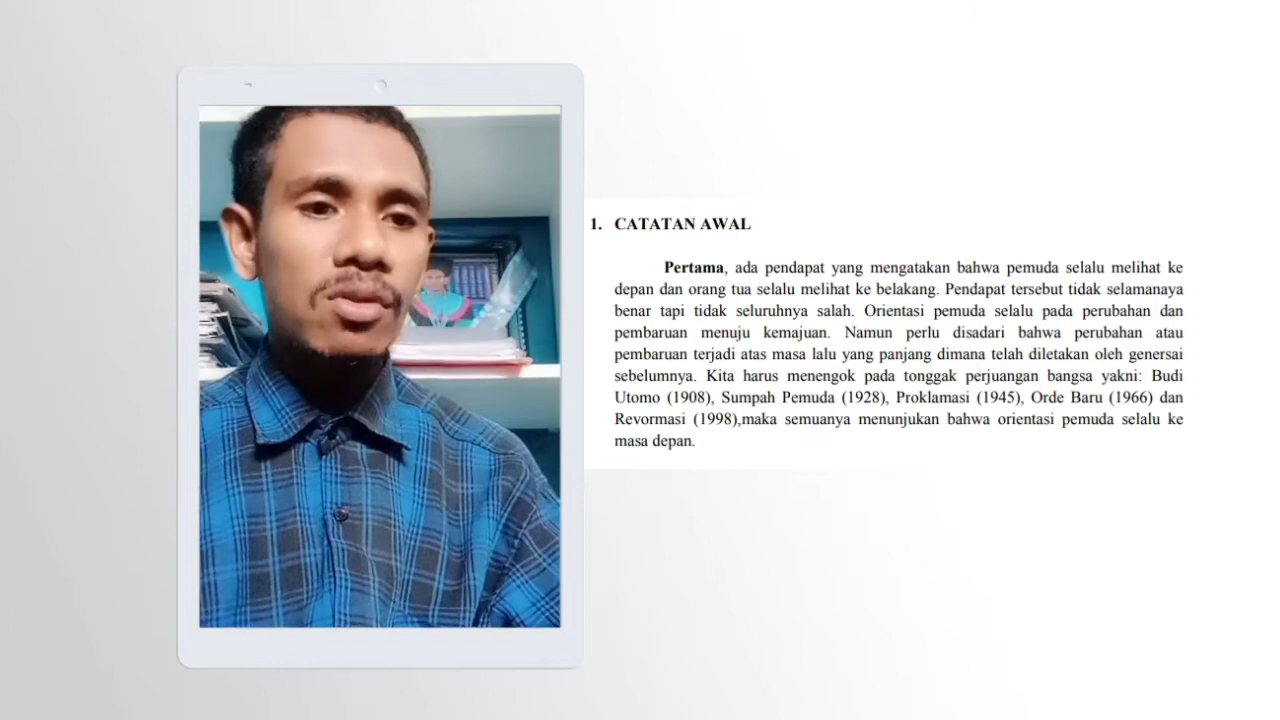 1. CATATAN AWAL
Pertama, ada pendapat yang mengatakan bahwa pemuda selalu melihat ke
depan dan orang tua selalu melihat ke belakang. Pendapat tersebut tidak selamanaya
benar tapi tidak seluruhnya salah. Orientasi pemuda selalu pada perubahan dan
pembaruan menuju kemajuan. Namun perlu disadari bahwa perubahan atau
pembaruan terjadi atas masa lalu yang panjang dimana telah diletakan oleh genersai
sebelumnya. Kita harus menengok pada tonggak perjuangan bangsa yakni: Budi
Utomo (1908), Sumpah Pemuda (1928), Proklamasi (1945), Orde Baru (1966) dan
Revormasi (1998),maka semuanya menunjukan bahwa orientasi pemuda selalu ke
masa depan.